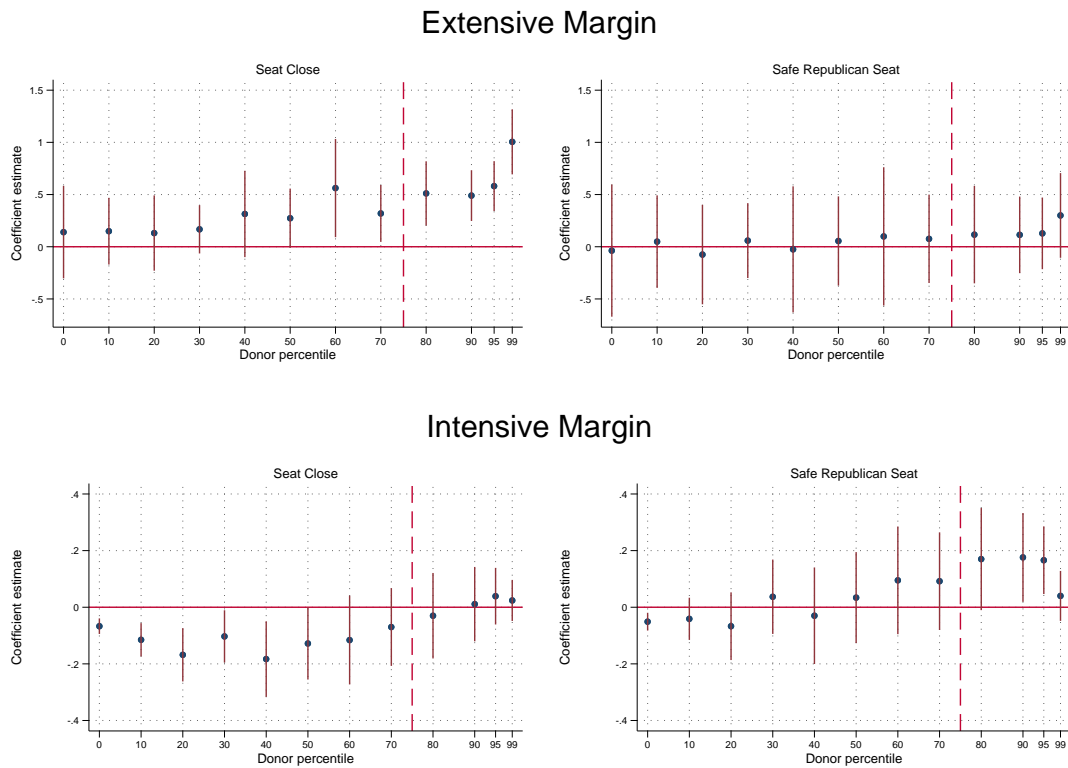 Extensive Margin
Seat Close
Coefficient estimate
1.5
1
.5
0
-.5
0 10 20 30 40 50 60 70 80 90 95 99
Donor percentile
Safe Republican Seat
Coefficient estimate
1.5
1
.5
0
-.5
0 10 20 30 40 50 60 70 80 90 95 99
Donor percentile
Intensive Margin
Seat Close
Coefficient estimate
.4
.2
0
-.2
-.4
0 10 20 30 40 50 60 70 80 90 95 99
Donor percentile
Safe Republican Seat
Coefficient estimate
.4
.2
0
-.2
-.4
0 10 20 30 40 50 60 70 80 90 95 99
Donor percentile